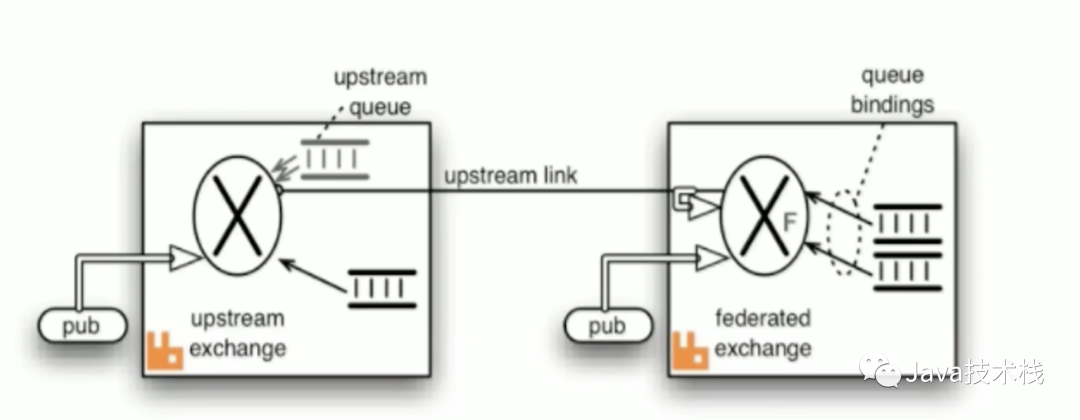 upstream
queue
queue
bindings
upstream link
F
pub
upstream
exchange
pub
federated
exchange
Java技术栈